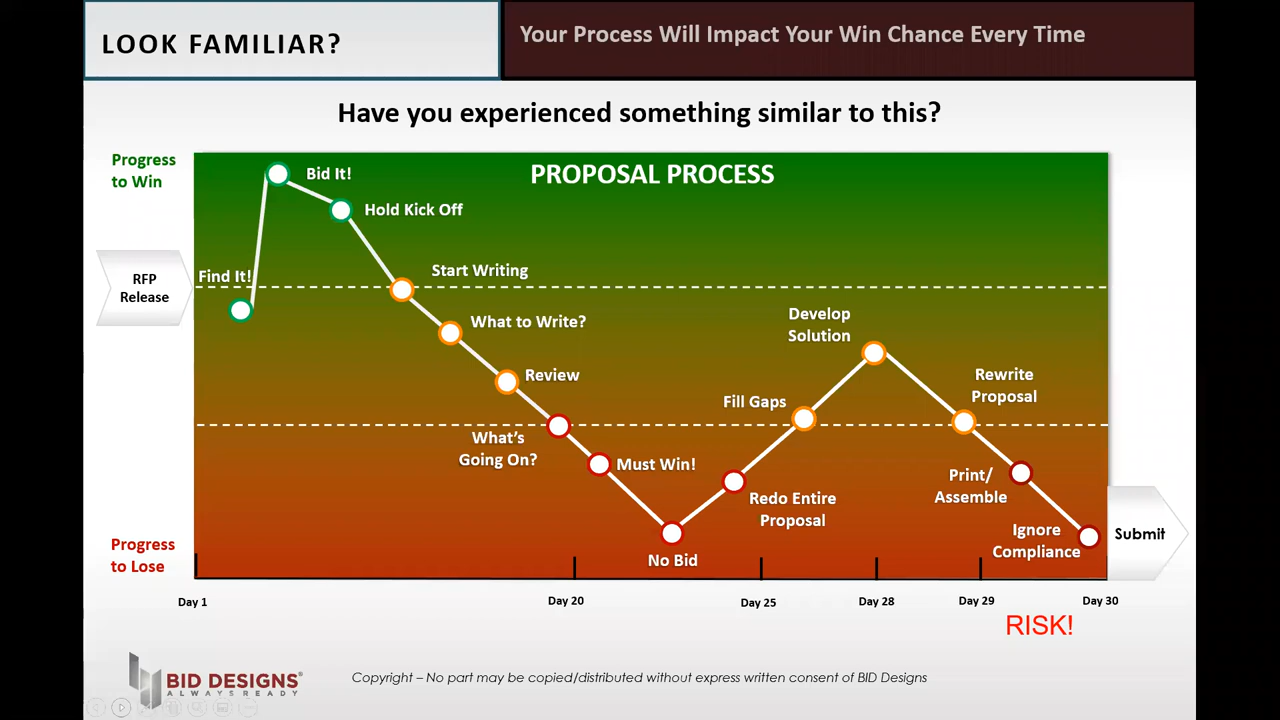 LOOK FAMILIAR?
Your Process Will Impact Your Win Chance Every Time
Have you experienced something similar to this?
Progress
to Win
PROPOSAL PROCESS
Bid It!
Hold Kick Off
RFP
Release
Find It!
Start Writing
What to Write?
Develop
Solution
Review
Rewrite
Proposal
Fill Gaps
What's
Going On?
Must Win!
Redo Entire
Proposal
Print/
Assemble
Progress
to Lose
No Bid
Ignore
Compliance
Submit
Day 1
Day 20
Day 25
Day 28
Day 29
Day 30
RISK!
BID DESIGNS®
ALWAYS READY
Copyright – No part may be copied/distributed without express written consent of BID Designs